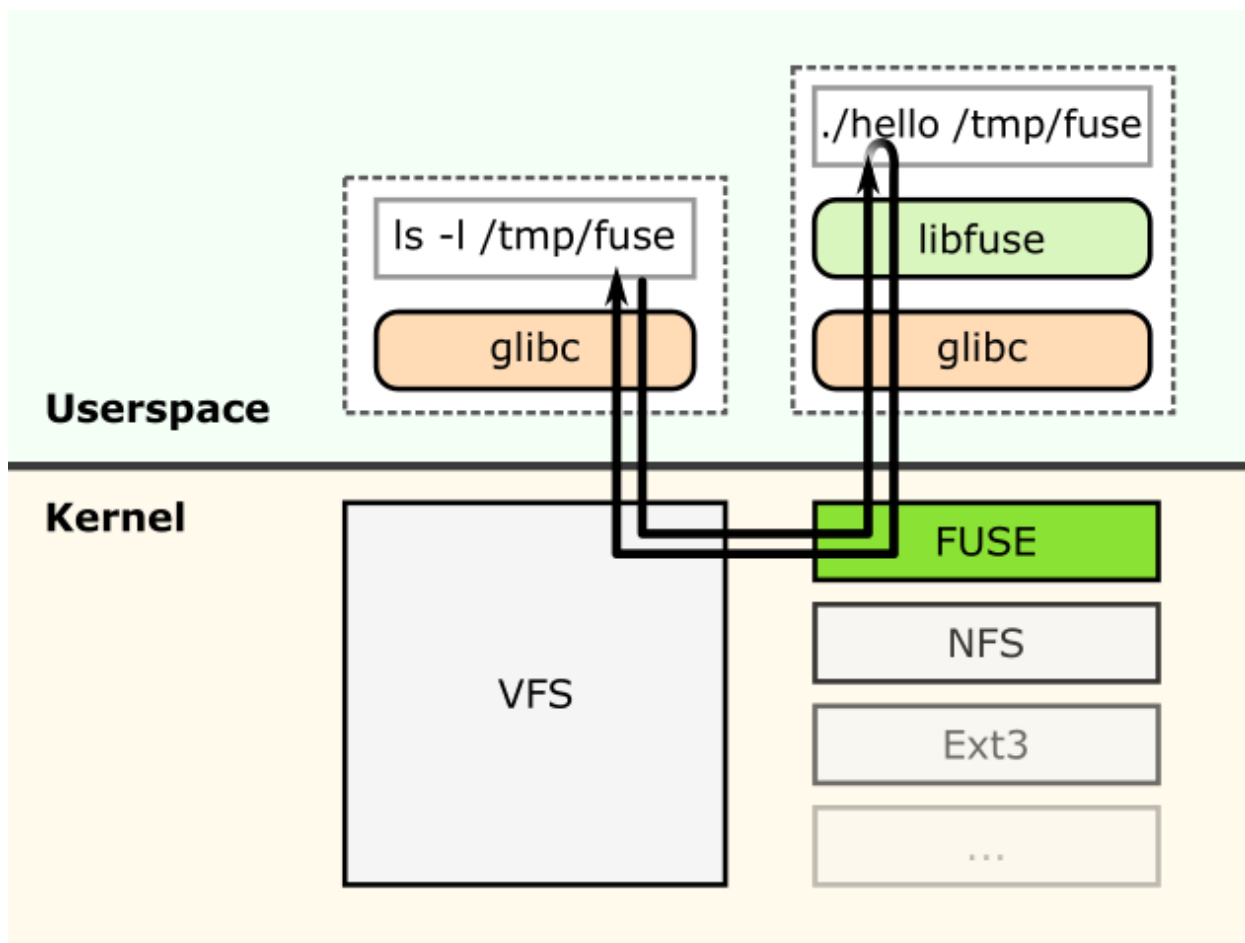 ./hello /tmp/fuse
ls -l /tmp/fuse
libfuse
glibc
glibc
Userspace
Kernel
FUSE
NFS
VFS
Ext3
...